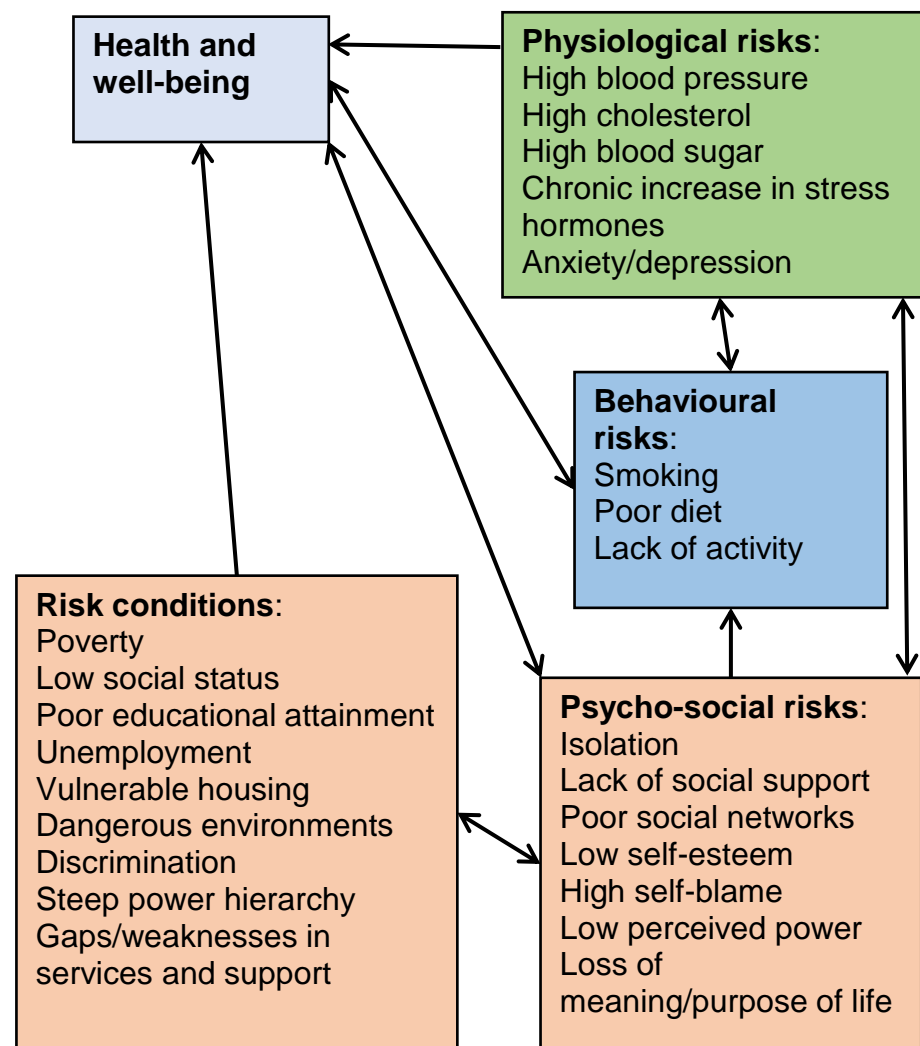 Health and
well-being
Physiological risks:
High blood pressure
High cholesterol
High blood sugar
Chronic increase in stress
hormones
Anxiety/depression
Behavioural
risks:
Smoking
Poor diet
Lack of activity
Risk conditions:
Poverty
Low social status
Poor educational attainment
Unemployment
Vulnerable housing
Dangerous environments
Discrimination
Steep power hierarchy
Gaps/weaknesses in
services and support
Psycho-social risks:
Isolation
Lack of social support
Poor social networks
Low self-esteem
High self-blame
Low perceived power
Loss of
meaning/purpose of life